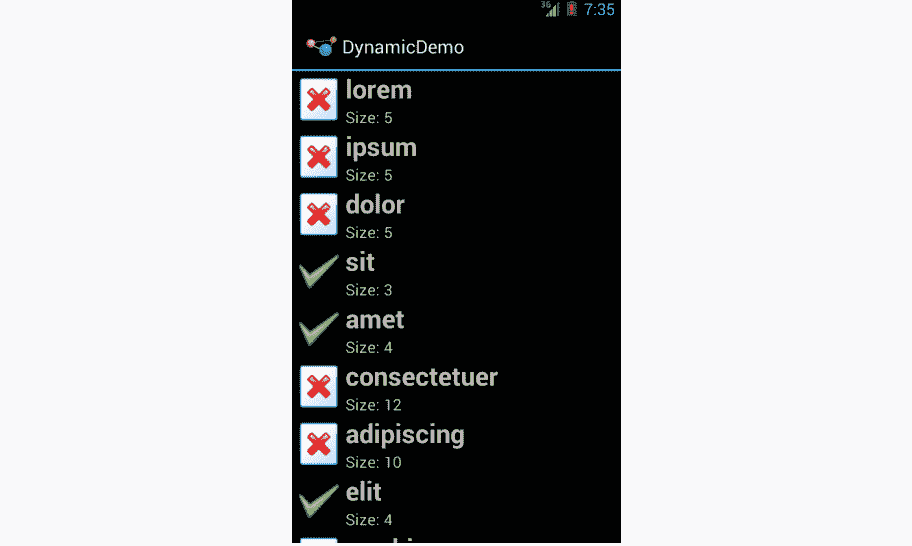 3G 7:35
DynamicDemo
lorem
Size: 5
ipsum
Size: 5
dolor
Size: 5
sit
Size: 3
amet
Size: 4
consectetuer
Size: 12
adipiscing
Size: 10
elit
Size: 4